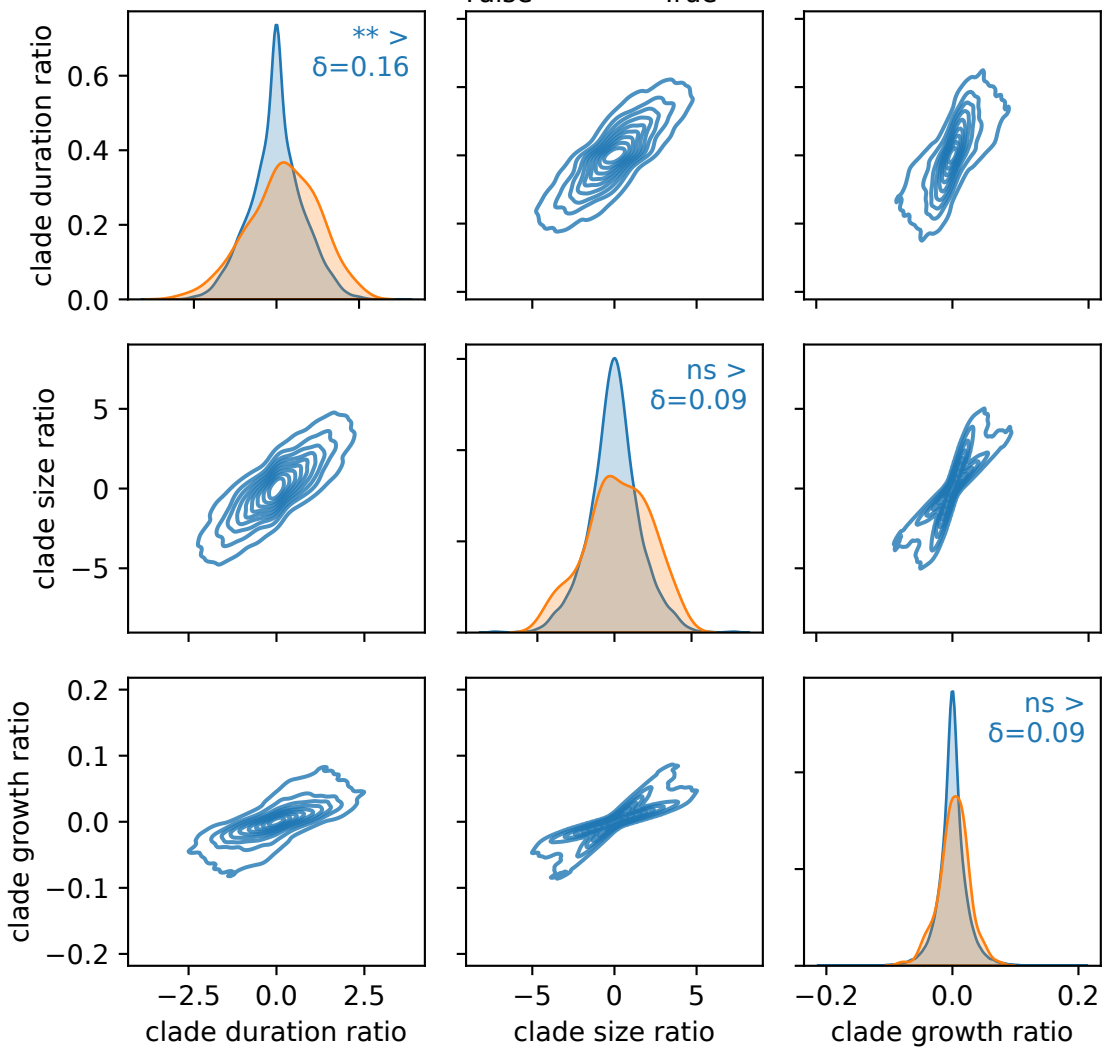 True
clade duration ratio
0.6
0.4
0.2
0.0
** >
δ=0.16
clade size ratio
5
0
−5
ns >
δ=0.09
clade growth ratio
0.2
0.1
0.0
−0.1
−0.2
ns >
δ=0.09
−2.5
0.0
2.5
−5
0
5
−0.2
0.0
0.2
clade duration ratio
clade size ratio
clade growth ratio